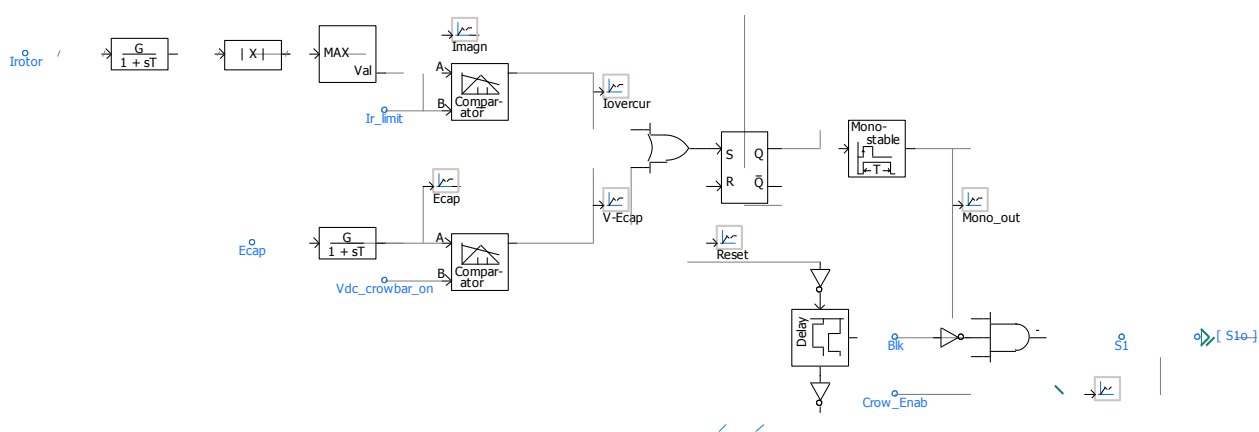 Irotor
G
1 + sT
| X |
MAX
Val
Imagn
A
B
Compar-
ator
Ir_limit
Iovercur
Mono-
stable
T
S
Q
R
Q̅
Ecap
V-Ecap
Mono_out
Ecap
G
1 + sT
A
B
Compar-
ator
Vdc_crowbar_on
Reset
Delay
Blk
S1
[ S1o ]
Crow_Enab